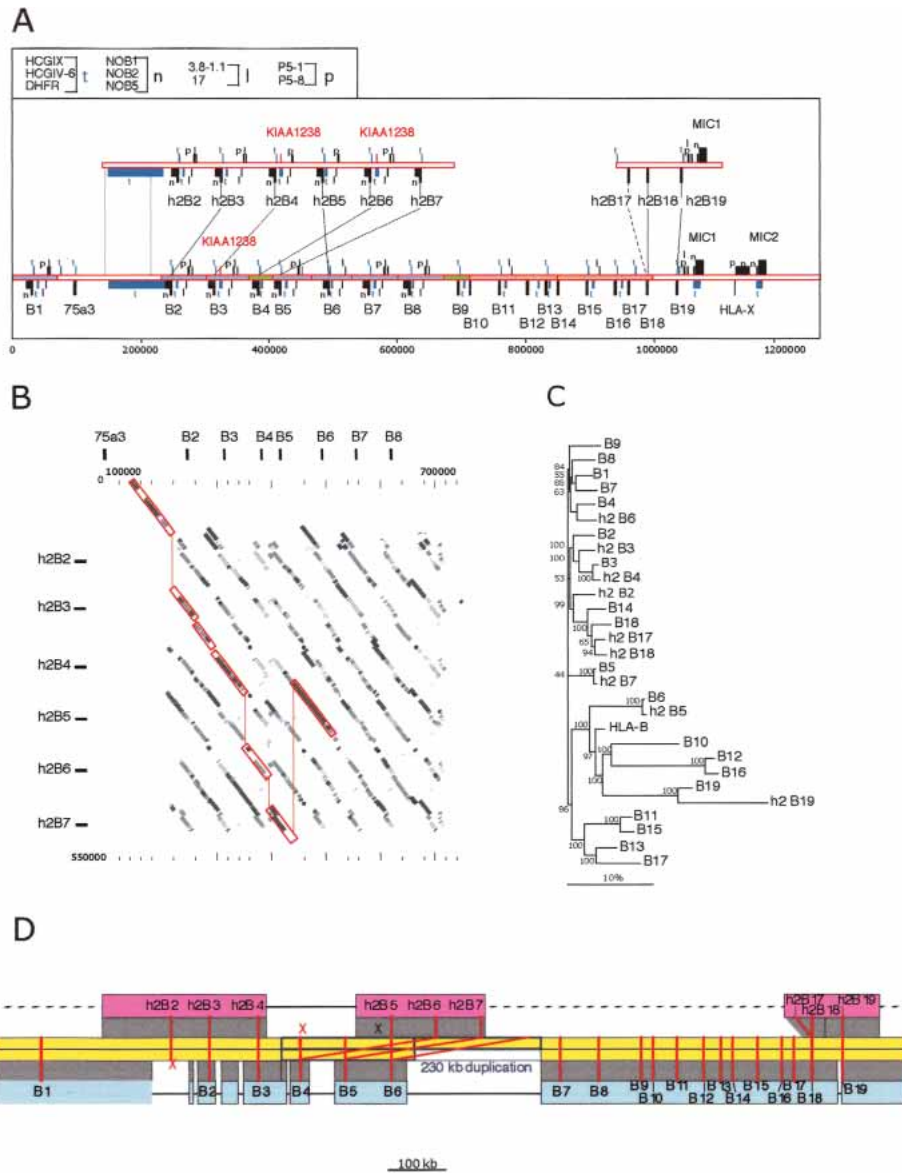 A
HCGIX
HCGIV-6
DHFR
t
NOB1
NOB2
NOB5
n
3.8-1.1
17
l
P5-1
P5-8
p
KIAA1238 KIAA1238 MIC1
h2B2 h2B3 h2B4 h2B5 h2B6 h2B7 h2B17 h2B18 h2B19
KIAA1238 MIC1 MIC2
B1 75a3 B2 B3 B4 B5 B6 B7 B8 B9 B10 B11 B12 B13 B14 B15 B16 B17 B18 B19 HLA-X
0 200000 400000 600000 800000 1000000 1200000
B
75a3 B2 B3 B4 B5 B6 B7 B8
0 100000 700000
h2B2
h2B3
h2B4
h2B5
h2B6
h2B7
550000
C
B9
B8
B1
B7
B4
h2 B6
B2
h2 B3
B3
h2 B4
h2 B2
B14
B18
h2 B17
h2 B18
B5
h2 B7
B6
h2 B5
HLA-B
B10
B12
B16
B19
h2 B19
B11
B15
B13
B17
10%
D
h2B2 h2B3 h2B4 h2B5 h2B6 h2B7 h2B17 h2B18 h2B19
X X
X
230 kb duplication
B1 B2 B3 B4 B5 B6 B7 B8 B9 B10 B11 B12 B13 B14 B15 B16 B17 B18 B19
100 kb